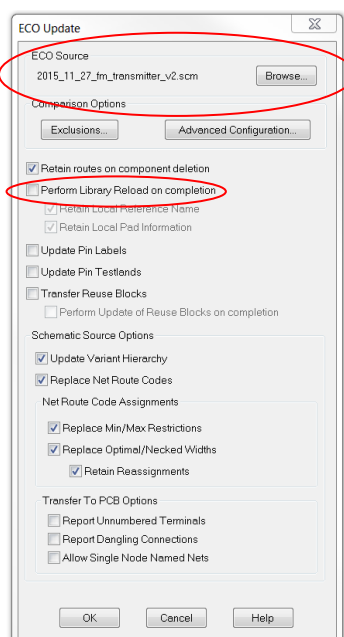 ECO Update
ECO Source
2015_11_27_fm_transmitter_v2.scm
Browse...
Comparison Options
Exclusions...
Advanced Configuration...
Retain routes on component deletion
Perform Library Reload on completion
Retain Local Reference Name
Retain Local Pad Information
Update Pin Labels
Update Pin Testlands
Transfer Reuse Blocks
Perform Update of Reuse Blocks on completion
Schematic Source Options
Update Variant Hierarchy
Replace Net Route Codes
Net Route Code Assignments
Replace Min/Max Restrictions
Replace Optimal/Necked Widths
Retain Reassignments
Transfer To PCB Options
Report Unnumbered Terminals
Report Dangling Connections
Allow Single Node Named Nets
OK
Cancel
Help